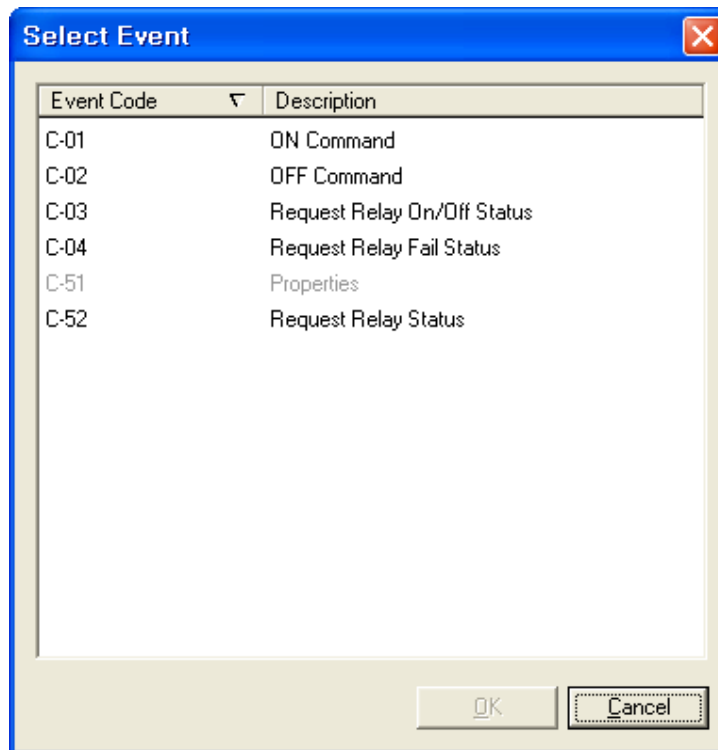 Select Event
Event Code Description
C-01 ON Command
C-02 OFF Command
C-03 Request Relay On/Off Status
C-04 Request Relay Fail Status
C-51 Properties
C-52 Request Relay Status
OK Cancel